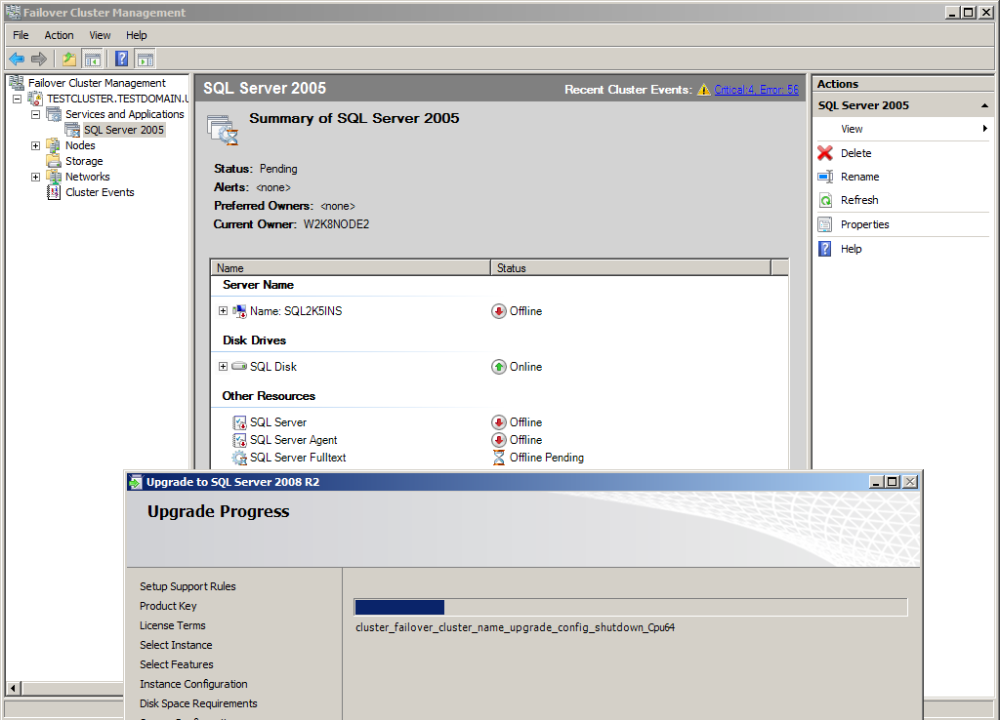 Failover Cluster Management
File Action View Help
Failover Cluster Management
TESTCLUSTER.TESTDOMAIN.L
Services and Applications
SQL Server 2005
Nodes
Storage
Networks
Cluster Events
SQL Server 2005
Recent Cluster Events: Critical:4, Error: 56
Summary of SQL Server 2005
Status: Pending
Alerts: <none>
Preferred Owners: <none>
Current Owner: W2K8NODE2
Name Status
Server Name
Name: SQL2K5INS Offline
Disk Drives
SQL Disk Online
Other Resources
SQL Server Offline
SQL Server Agent Offline
SQL Server Fulltext Offline Pending
Actions
SQL Server 2005
View
Delete
Rename
Refresh
Properties
Help
Upgrade to SQL Server 2008 R2
Upgrade Progress
Setup Support Rules
Product Key
License Terms
Select Instance
Select Features
Instance Configuration
Disk Space Requirements
cluster_failover_cluster_name_upgrade_config_shutdown_Cpu64